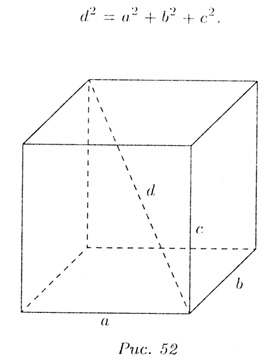 d² = a² + b² + c².
d
c
b
a
Рис. 52